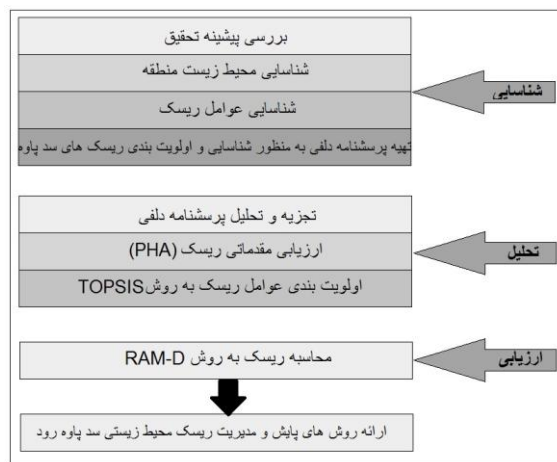 بررسی پیشینه تحقیق
شناسایی محیط زیست منطقه
شناسایی عوامل ریسک
تهیه پرسشنامه دلفی به منظور شناسایی و اولویت بندی ریسک های سد پاوه
شناسایی
تجزیه و تحلیل پرسشنامه دلفی
ارزیابی مقدماتی ریسک (PHA)
اولویت بندی عوامل ریسک به روش TOPSIS
تحلیل
محاسبه ریسک به روش RAM-D
ارزیابی
ارائه روش های پایش و مدیریت ریسک محیط زیستی سد پاوه رود